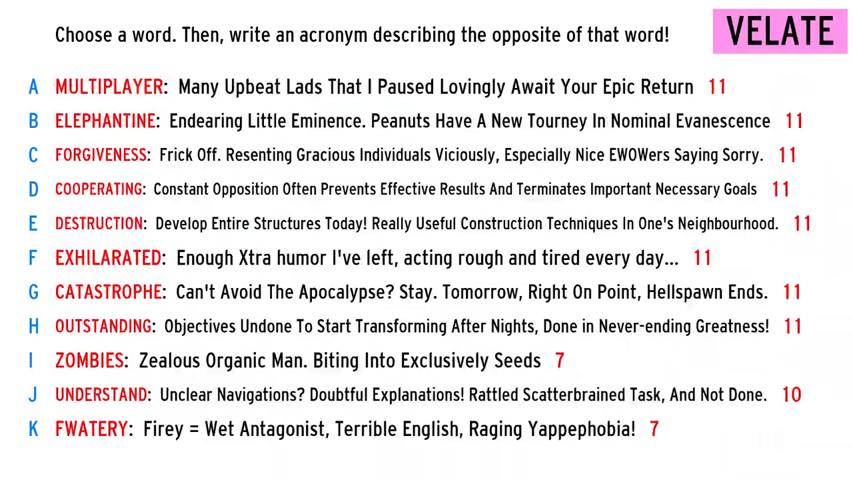 Choose a word. Then, write an acronym describing the opposite of that word!
VELATE
A MULTIPLAYER: Many Upbeat Lads That I Paused Lovingly Await Your Epic Return 11
B ELEPHANTINE: Endearing Little Eminence. Peanuts Have A New Tourney In Nominal Evanescence 11
C FORGIVENESS: Frick Off. Resenting Gracious Individuals Viciously, Especially Nice EWOWers Saying Sorry. 11
D COOPERATING: Constant Opposition Often Prevents Effective Results And Terminates Important Necessary Goals 11
E DESTRUCTION: Develop Entire Structures Today! Really Useful Construction Techniques In One's Neighbourhood. 11
F EXHILARATED: Enough Xtra humor I've left, acting rough and tired every day... 11
G CATASTROPHE: Can't Avoid The Apocalypse? Stay. Tomorrow, Right On Point, Hellspawn Ends. 11
H OUTSTANDING: Objectives Undone To Start Transforming After Nights, Done in Never-ending Greatness! 11
I ZOMBIES: Zealous Organic Man. Biting Into Exclusively Seeds 7
J UNDERSTAND: Unclear Navigations? Doubtful Explanations! Rattled Scatterbrained Task, And Not Done. 10
K FWATERY: Firey = Wet Antagonist, Terrible English, Raging Yappephobia! 7